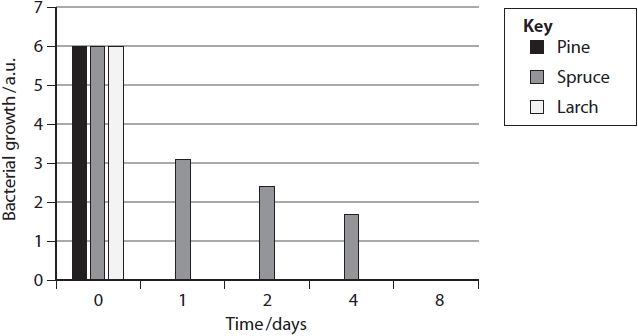 7
6
5
4
3
2
1
0
Bacterial growth/a.u.
0 1 2 4 8
Time/days
Key
Pine
Spruce
Larch